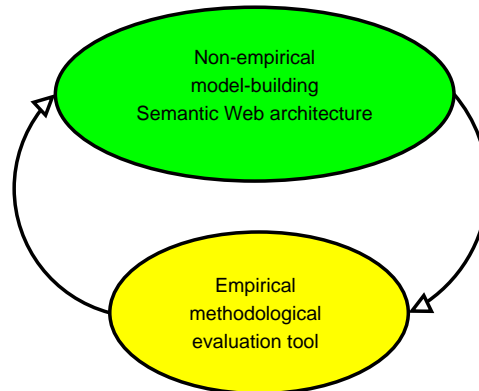 Non-empirical
model-building
Semantic Web architecture
Empirical
methodological
evaluation tool